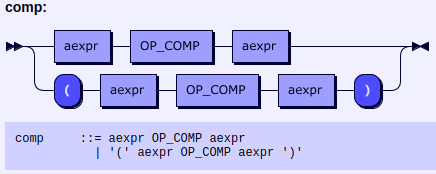 comp:
aexpr OP_COMP aexpr
( aexpr OP_COMP aexpr )
comp ::= aexpr OP_COMP aexpr
| '(' aexpr OP_COMP aexpr ')'